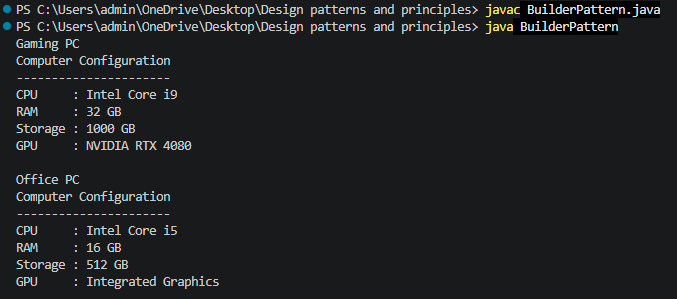 PS C:\Users\admin\OneDrive\Desktop\Design patterns and principles> javac BuilderPattern.java
PS C:\Users\admin\OneDrive\Desktop\Design patterns and principles> java BuilderPattern
Gaming PC
Computer Configuration
----------------------
CPU     : Intel Core i9
RAM     : 32 GB
Storage : 1000 GB
GPU     : NVIDIA RTX 4080

Office PC
Computer Configuration
----------------------
CPU     : Intel Core i5
RAM     : 16 GB
Storage : 512 GB
GPU     : Integrated Graphics